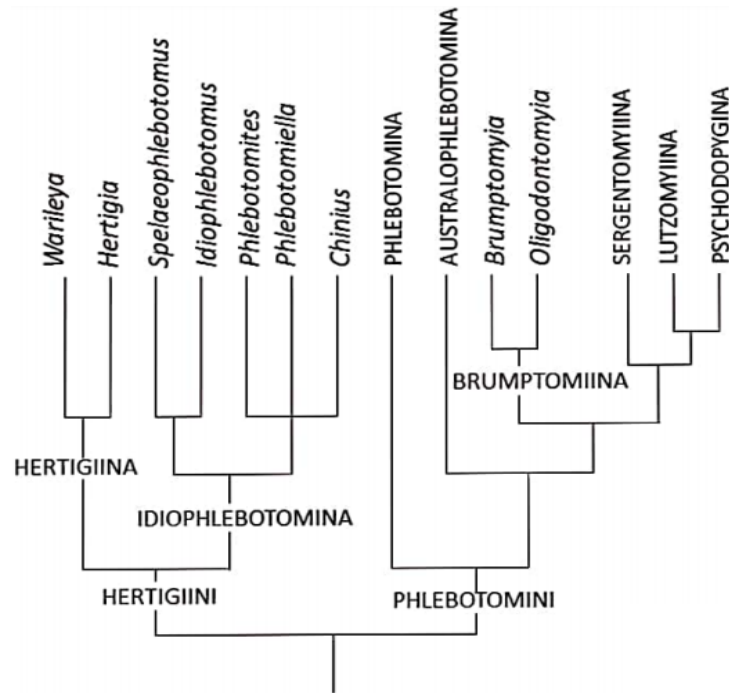 Warileya
Hertigia
Spelaeophlebotomus
Idiophlebotomus
Phlebotomites
Phlebotomiella
Chinius
PHLEBOTOMINA
AUSTRALOPHLEBOTOMINA
Brumptomyia
Oligodontomyia
SERGENTOMYIINA
LUTZOMYIINA
PSYCHODOPYGINA
BRUMPTOMIINA
HERTIGIINA
IDIOPHLEBOTOMINA
HERTIGIINI
PHLEBOTOMINI